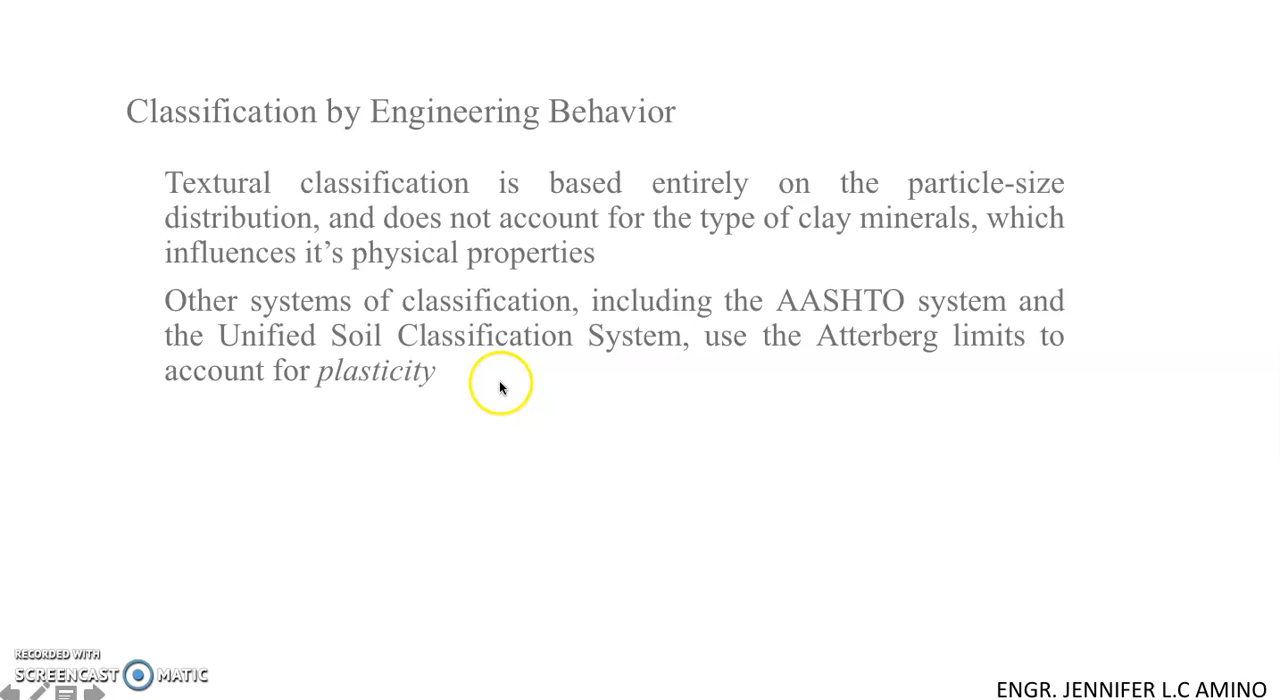 Classification by Engineering Behavior
Textural classification is based entirely on the particle-size
distribution, and does not account for the type of clay minerals, which
influences it’s physical properties
Other systems of classification, including the AASHTO system and
the Unified Soil Classification System, use the Atterberg limits to
account for plasticity
RECORDED WITH
SCREENCAST MATIC
ENGR. JENNIFER L.C AMINO